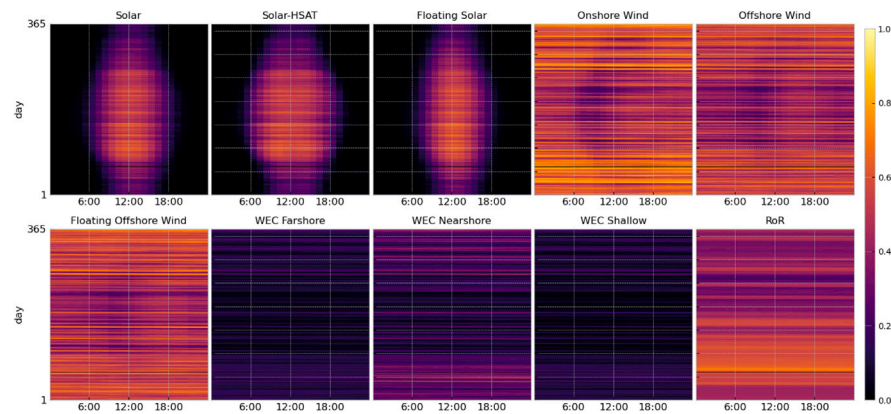 Solar
Solar-HSAT
Floating Solar
Onshore Wind
Offshore Wind
365
day
1
6:00 12:00 18:00
6:00 12:00 18:00
6:00 12:00 18:00
6:00 12:00 18:00
6:00 12:00 18:00
Floating Offshore Wind
WEC Farshore
WEC Nearshore
WEC Shallow
RoR
365
day
1
6:00 12:00 18:00
6:00 12:00 18:00
6:00 12:00 18:00
6:00 12:00 18:00
6:00 12:00 18:00
1.0
0.8
0.6
0.4
0.2
0.0